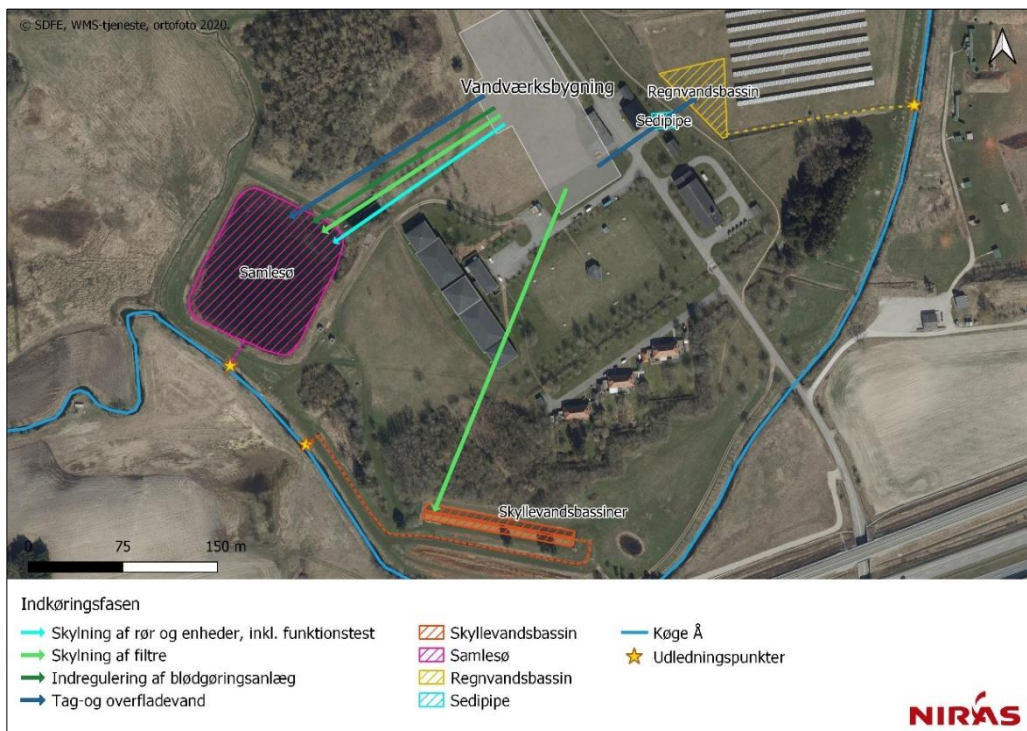 © SDFE, WMS-tjeneste, ortofoto 2020.
Vandværksbygning
Regnvandsbassin
Sedipipe
Samlesø
Skyllevandsbassiner
0 75 150 m
Indkøringsfasen
Skylning af rør og enheder, inkl. funktionstest
Skylning af filtre
Indregulering af blødgøringsanlæg
Tag-og overfladevand
Skyllevandsbassin
Samlesø
Regnvandsbassin
Sedipipe
Køge Å
Udledningspunkter
NIRAS